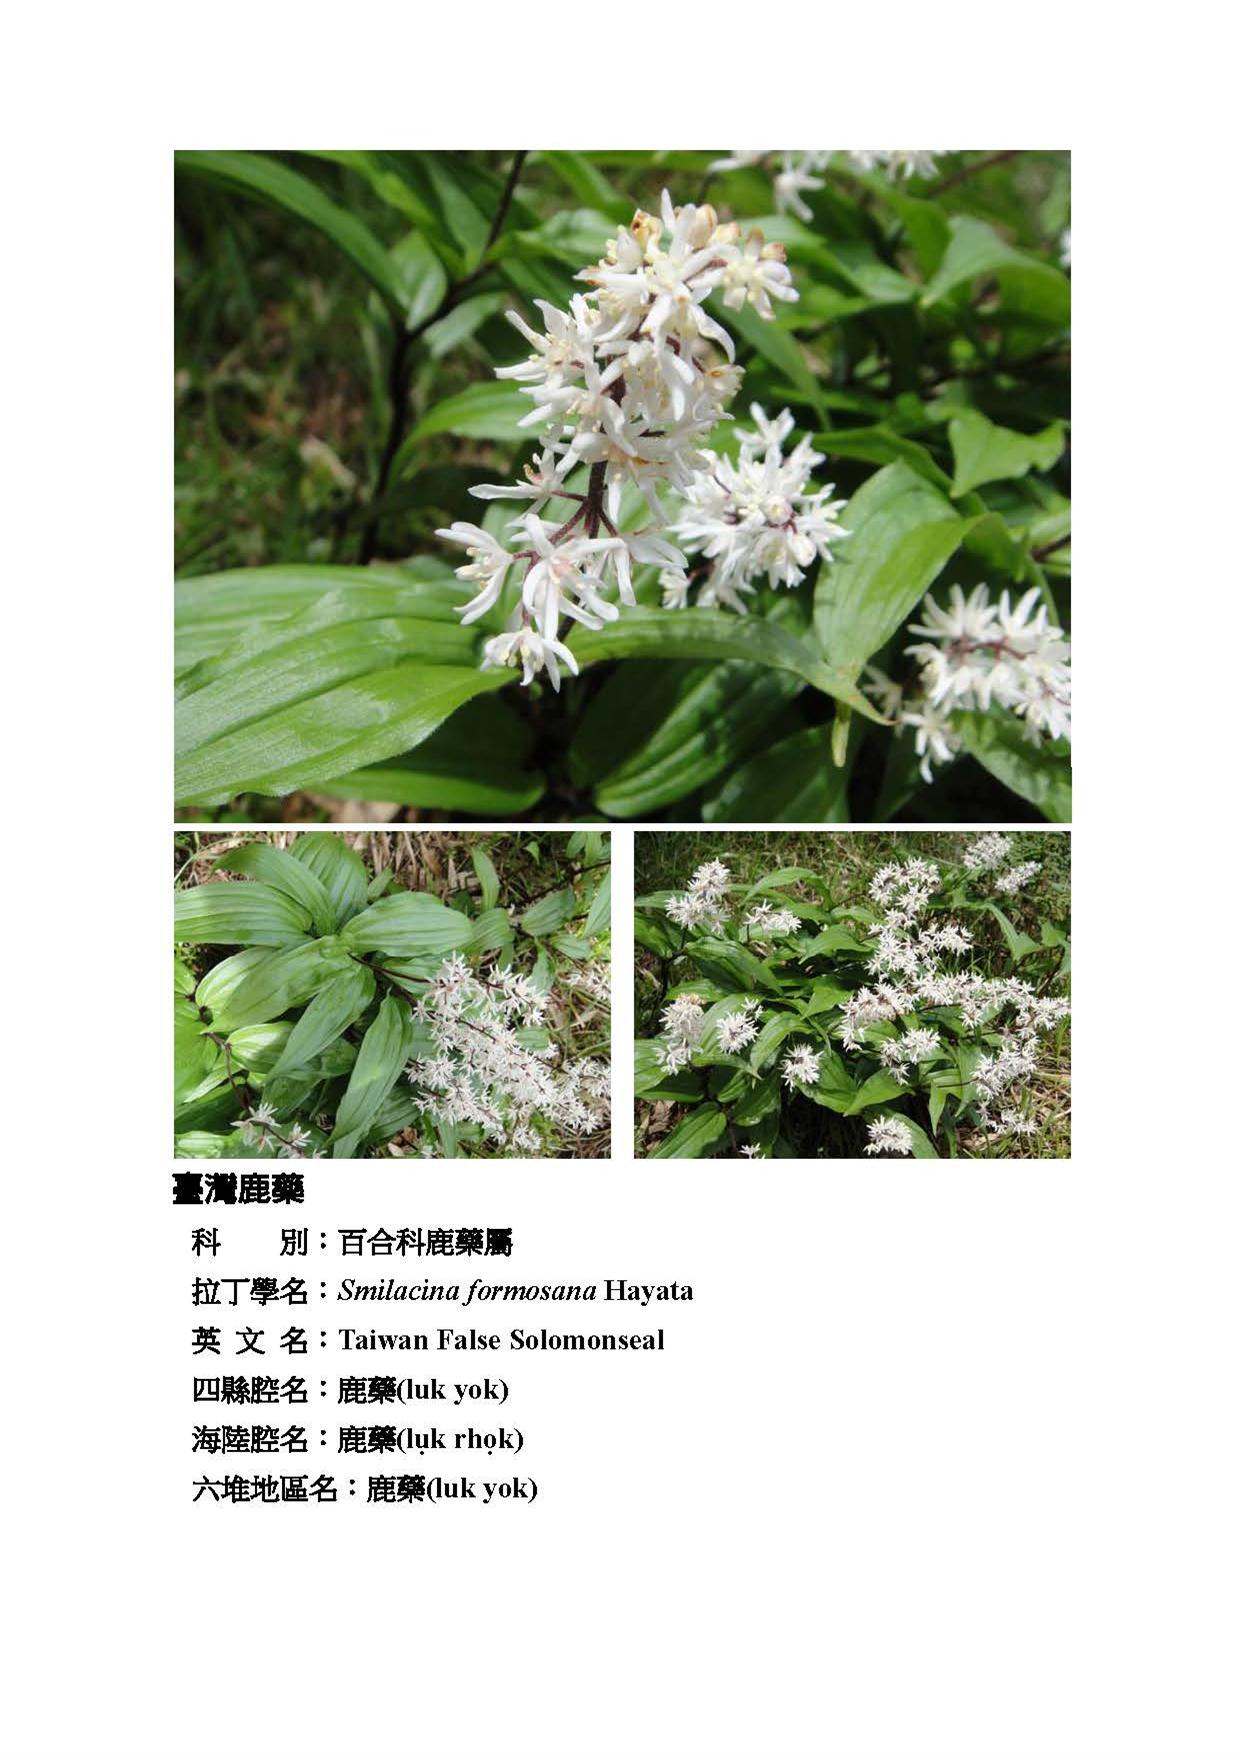 臺灣鹿藥
科　　別：百合科鹿藥屬
拉丁學名：Smilacina formosana Hayata
英 文 名：Taiwan False Solomonseal
四縣腔名：鹿藥(luk yok)
海陸腔名：鹿藥(lụk rhọk)
六堆地區名：鹿藥(luk yok)